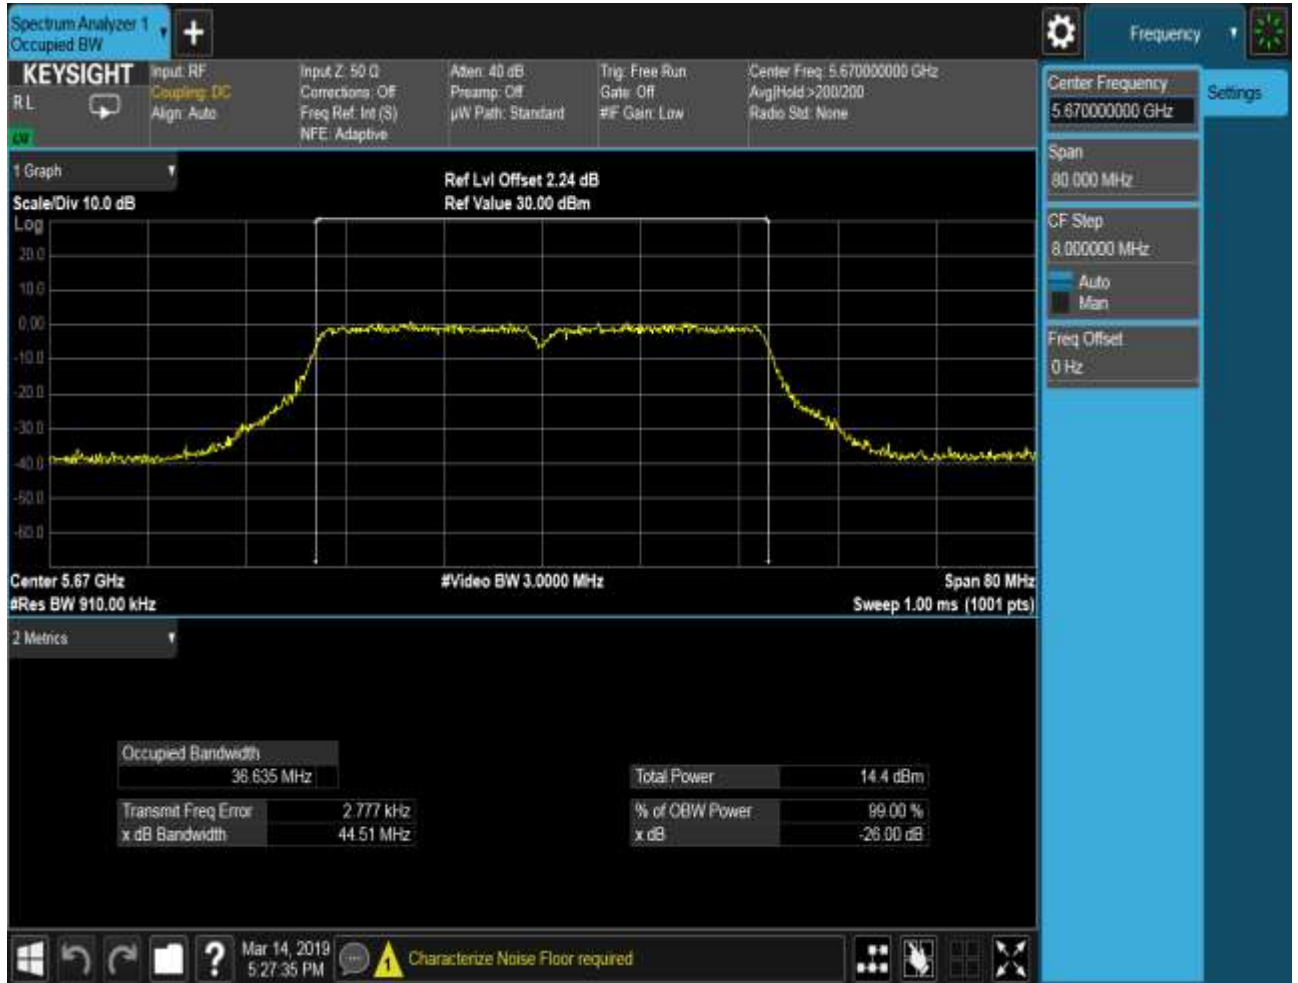 Spectrum Analyzer 1
Occupied BW
Frequency
KEYSIGHT
R L
Input: RF
Coupling: DC
Align: Auto
Input Z: 50 Ω
Corrections: Off
Freq Ref: Int (S)
NFE: Adaptive
Atten: 40 dB
Preamp: Off
µW Path: Standard
Trig: Free Run
Gate: Off
#IF Gain: Low
Center Freq: 5.670000000 GHz
Avg|Hold:>200/200
Radio Std: None
Center Frequency
5.670000000 GHz
Settings
Span
80.000 MHz
CF Step
8.000000 MHz
Auto
Man
Freq Offset
0 Hz
1 Graph
Scale/Div 10.0 dB
Ref Lvl Offset 2.24 dB
Ref Value 30.00 dBm
Log
20.0
10.0
0.00
-10.0
-20.0
-30.0
-40.0
-50.0
-60.0
Center 5.67 GHz
#Video BW 3.0000 MHz
Span 80 MHz
#Res BW 910.00 kHz
Sweep 1.00 ms (1001 pts)
2 Metrics
Occupied Bandwidth
36.635 MHz
Total Power 14.4 dBm
Transmit Freq Error 2.777 kHz
% of OBW Power 99.00 %
x dB Bandwidth 44.51 MHz
x dB -26.00 dB
?
Mar 14, 2019
5:27:35 PM
1
Characterize Noise Floor required